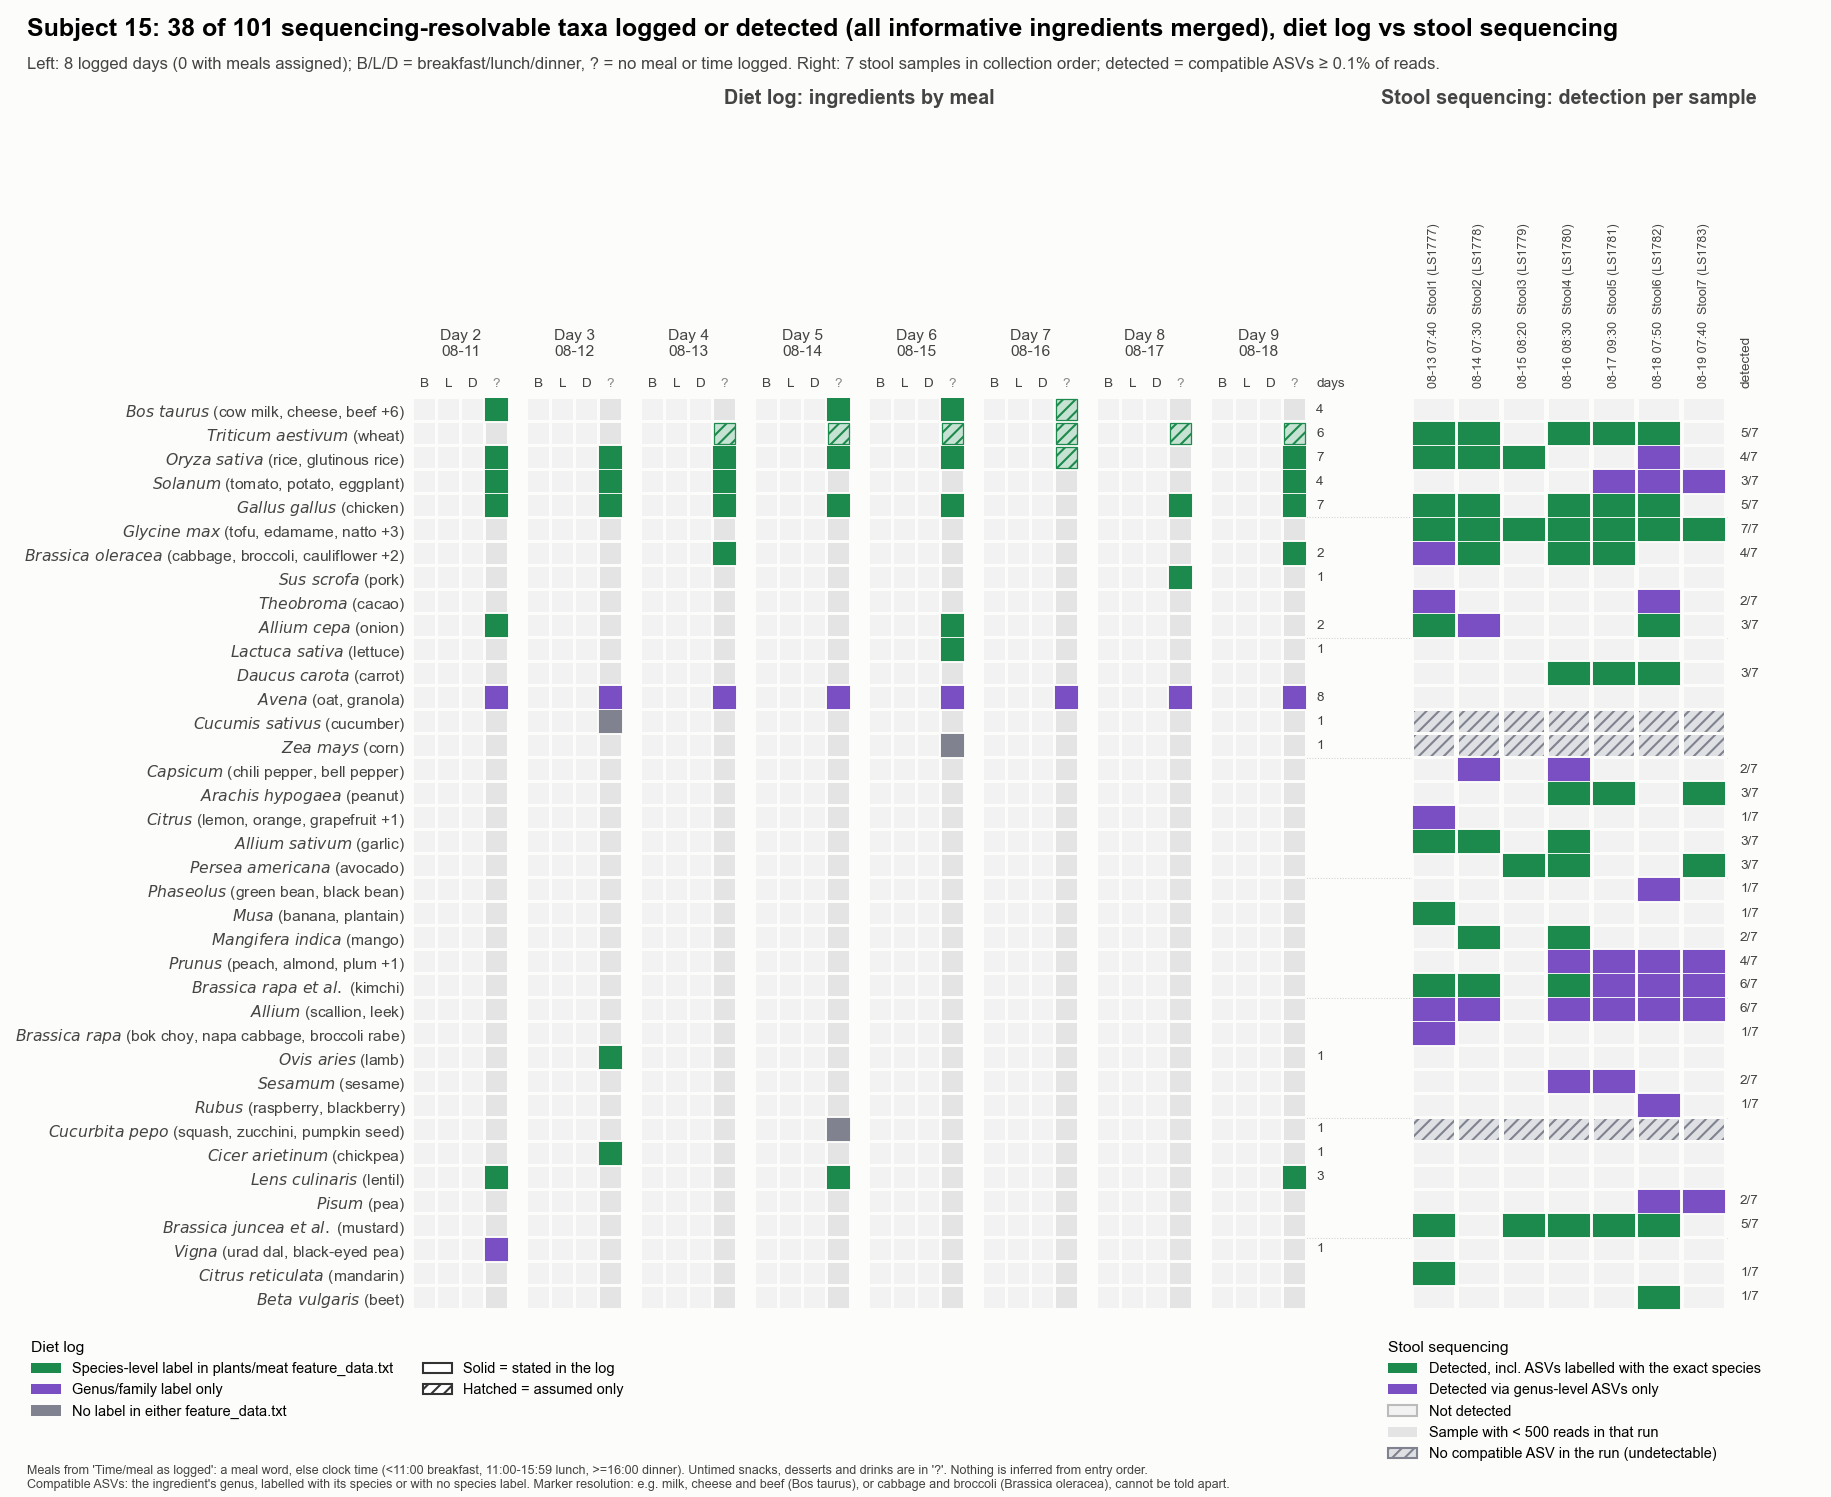 Subject 15: 38 of 101 sequencing-resolvable taxa logged or detected (all informative ingredients merged), diet log vs stool sequencing
Left: 8 logged days (0 with meals assigned); B/L/D = breakfast/lunch/dinner, ? = no meal or time logged. Right: 7 stool samples in collection order; detected = compatible ASVs ≥ 0.1% of reads.
Diet log: ingredients by meal
Stool sequencing: detection per sample
08-13 07:40 Stool1 (LS1777)
08-14 07:30 Stool2 (LS1778)
08-15 08:20 Stool3 (LS1779)
08-16 08:30 Stool4 (LS1780)
08-17 09:30 Stool5 (LS1781)
08-18 07:50 Stool6 (LS1782)
08-19 07:40 Stool7 (LS1783)
detected
Day 2 Day 3 Day 4 Day 5 Day 6 Day 7 Day 8 Day 9
08-11 08-12 08-13 08-14 08-15 08-16 08-17 08-18
B L D ? B L D ? B L D ? B L D ? B L D ? B L D ? B L D ? B L D ? days
Bos taurus (cow milk, cheese, beef +6) 4
Triticum aestivum (wheat) 6 5/7
Oryza sativa (rice, glutinous rice) 7 4/7
Solanum (tomato, potato, eggplant) 4 3/7
Gallus gallus (chicken) 7 5/7
Glycine max (tofu, edamame, natto +3) 7/7
Brassica oleracea (cabbage, broccoli, cauliflower +2) 2 4/7
Sus scrofa (pork) 1
Theobroma (cacao) 2/7
Allium cepa (onion) 2 3/7
Lactuca sativa (lettuce) 1
Daucus carota (carrot) 3/7
Avena (oat, granola) 8
Cucumis sativus (cucumber) 1
Zea mays (corn) 1
Capsicum (chili pepper, bell pepper) 2/7
Arachis hypogaea (peanut) 3/7
Citrus (lemon, orange, grapefruit +1) 1/7
Allium sativum (garlic) 3/7
Persea americana (avocado) 3/7
Phaseolus (green bean, black bean) 1/7
Musa (banana, plantain) 1/7
Mangifera indica (mango) 2/7
Prunus (peach, almond, plum +1) 4/7
Brassica rapa et al. (kimchi) 6/7
Allium (scallion, leek) 6/7
Brassica rapa (bok choy, napa cabbage, broccoli rabe) 1/7
Ovis aries (lamb) 1
Sesamum (sesame) 2/7
Rubus (raspberry, blackberry) 1/7
Cucurbita pepo (squash, zucchini, pumpkin seed) 1
Cicer arietinum (chickpea) 1
Lens culinaris (lentil) 3
Pisum (pea) 2/7
Brassica juncea et al. (mustard) 5/7
Vigna (urad dal, black-eyed pea) 1
Citrus reticulata (mandarin) 1/7
Beta vulgaris (beet) 1/7
Diet log
Species-level label in plants/meat feature_data.txt
Genus/family label only
No label in either feature_data.txt
Solid = stated in the log
Hatched = assumed only
Stool sequencing
Detected, incl. ASVs labelled with the exact species
Detected via genus-level ASVs only
Not detected
Sample with < 500 reads in that run
No compatible ASV in the run (undetectable)
Meals from 'Time/meal as logged': a meal word, else clock time (<11:00 breakfast, 11:00-15:59 lunch, >=16:00 dinner). Untimed snacks, desserts and drinks are in '?'. Nothing is inferred from entry order.
Compatible ASVs: the ingredient's genus, labelled with its species or with no species label. Marker resolution: e.g. milk, cheese and beef (Bos taurus), or cabbage and broccoli (Brassica oleracea), cannot be told apart.